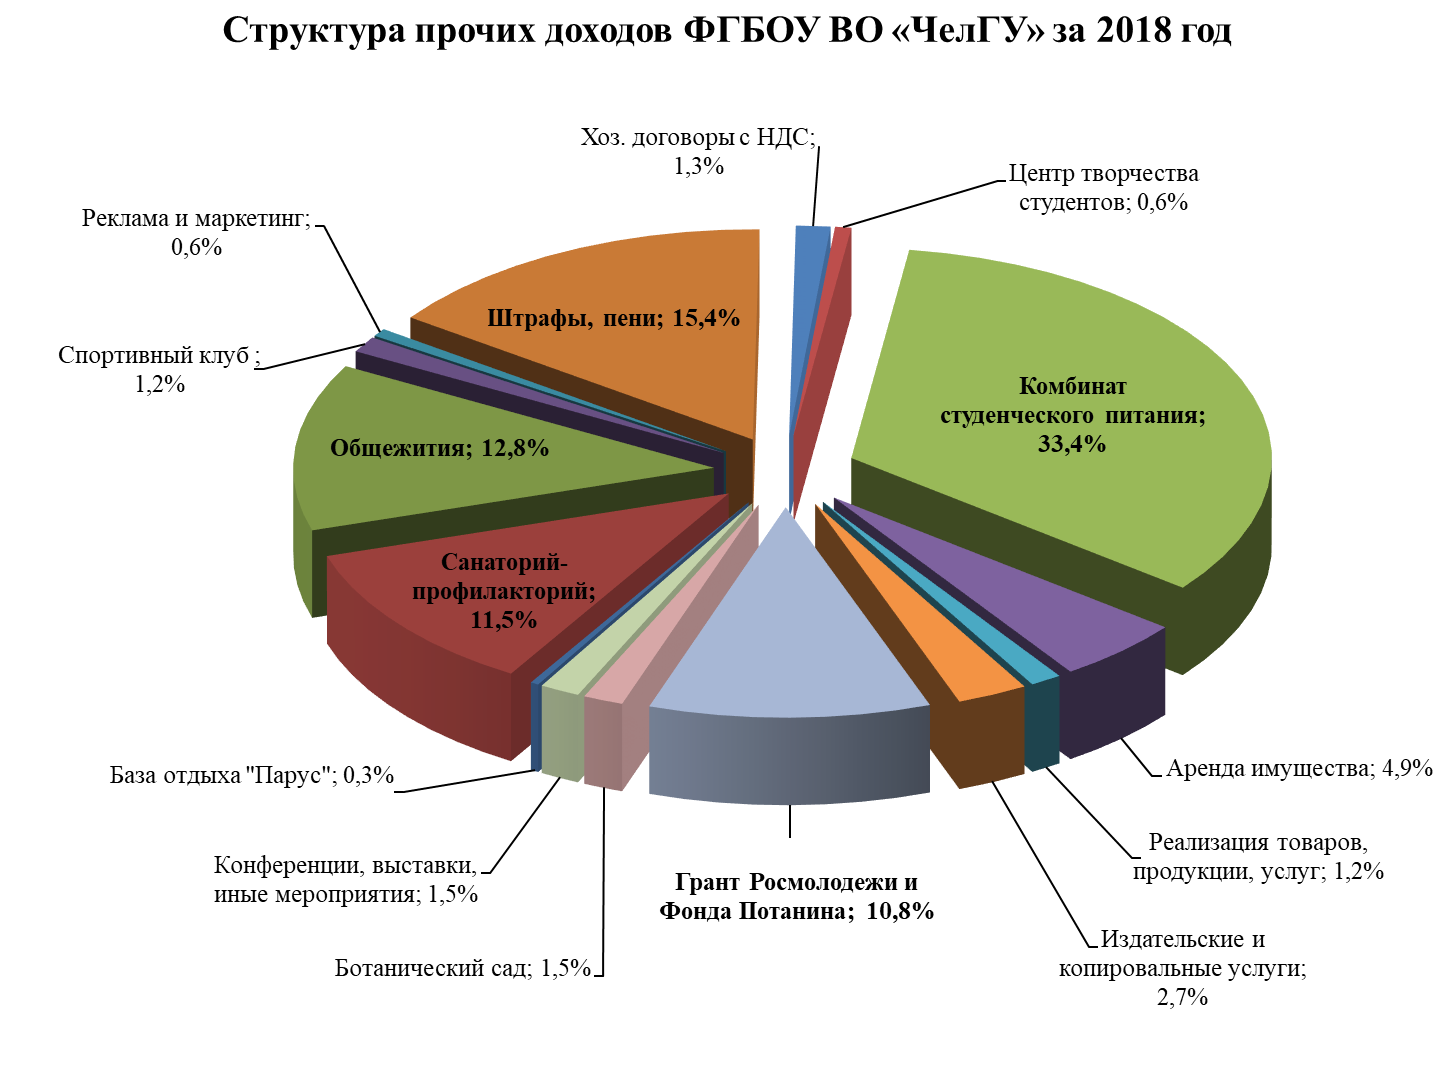 Структура прочих доходов ФГБОУ ВО «ЧелГУ» за 2018 год
Хоз. договоры с НДС;
1,3%
Центр творчества
студентов; 0,6%
Реклама и маркетинг;
0,6%
Штрафы, пени; 15,4%
Спортивный клуб ;
1,2%
Комбинат
студенческого питания;
33,4%
Общежития; 12,8%
Санаторий-
профилакторий;
11,5%
База отдыха "Парус"; 0,3%
Аренда имущества; 4,9%
Реализация товаров,
продукции, услуг; 1,2%
Конференции, выставки,
иные мероприятия; 1,5%
Грант Росмолодежи и
Фонда Потанина; 10,8%
Издательские и
копировальные услуги;
2,7%
Ботанический сад; 1,5%